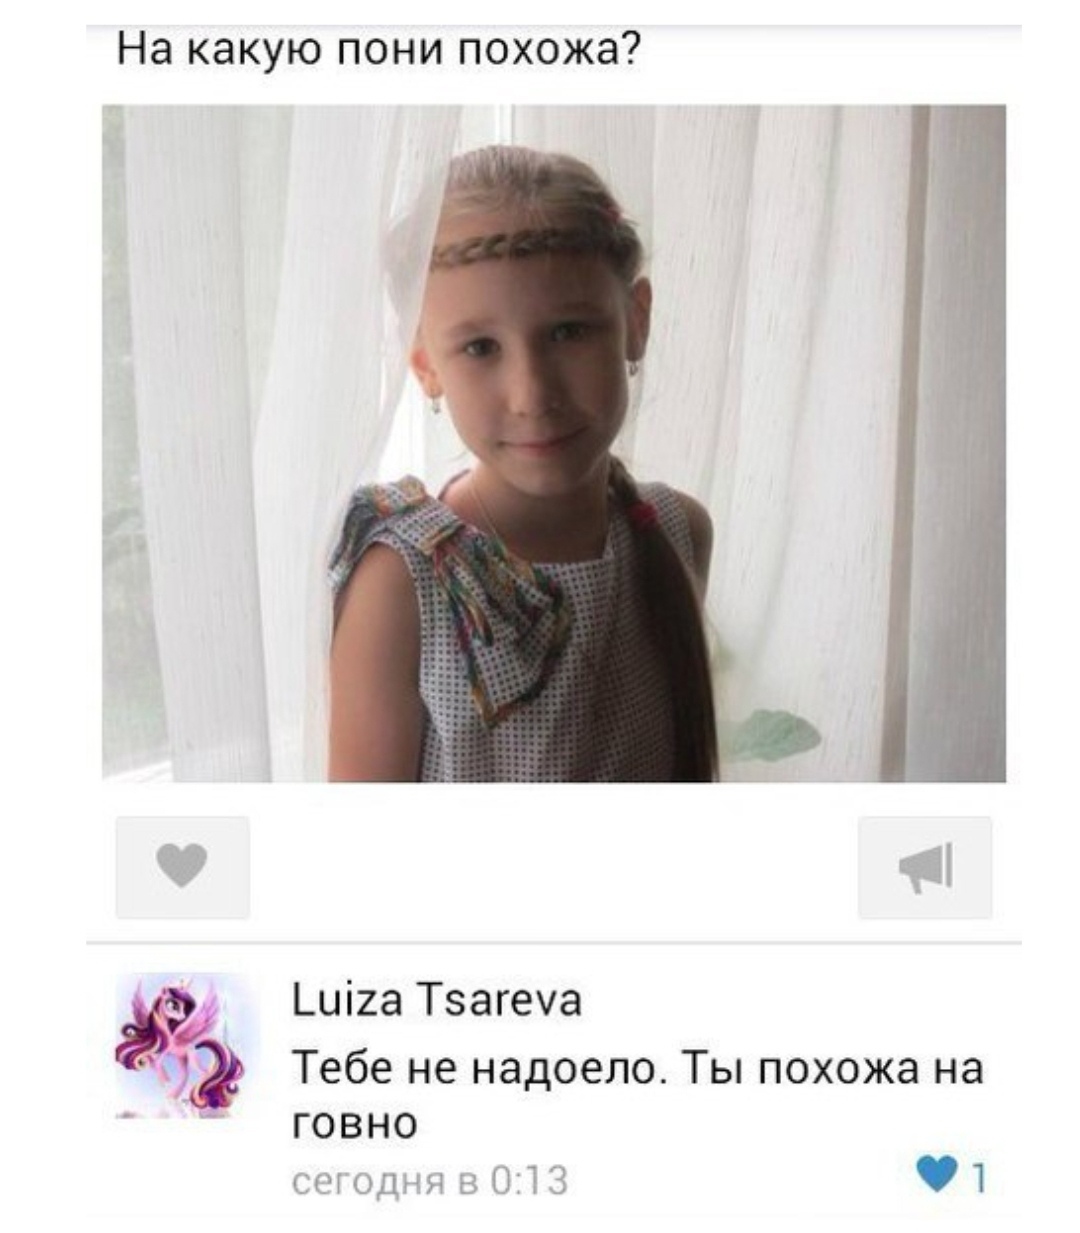 На какую пони похожа?
Luiza Tsareva
Тебе не надоело. Ты похожа на
говно
сегодня в 0:13
1